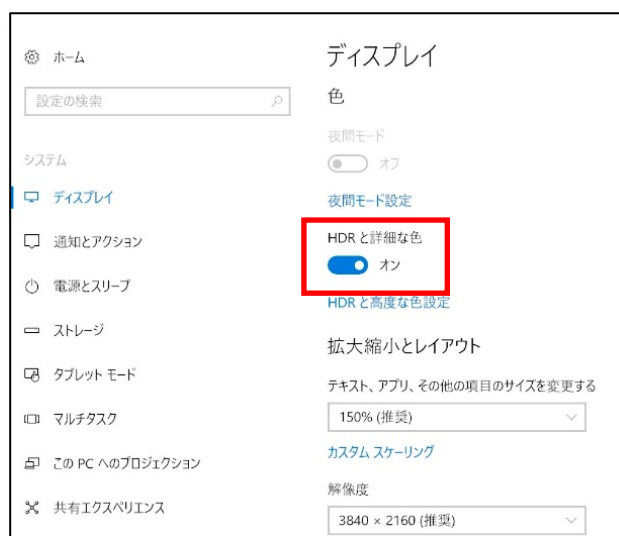 ホーム
設定の検索
システム
ディスプレイ
通知とアクション
電源とスリープ
ストレージ
タブレット モード
マルチタスク
この PC へのプロジェクション
共有エクスペリエンス
ディスプレイ
色
夜間モード
オフ
夜間モード設定
HDR と詳細な色
オン
HDR と高度な色設定
拡大縮小とレイアウト
テキスト、アプリ、その他の項目のサイズを変更する
150% (推奨)
カスタム スケーリング
解像度
3840 × 2160 (推奨)